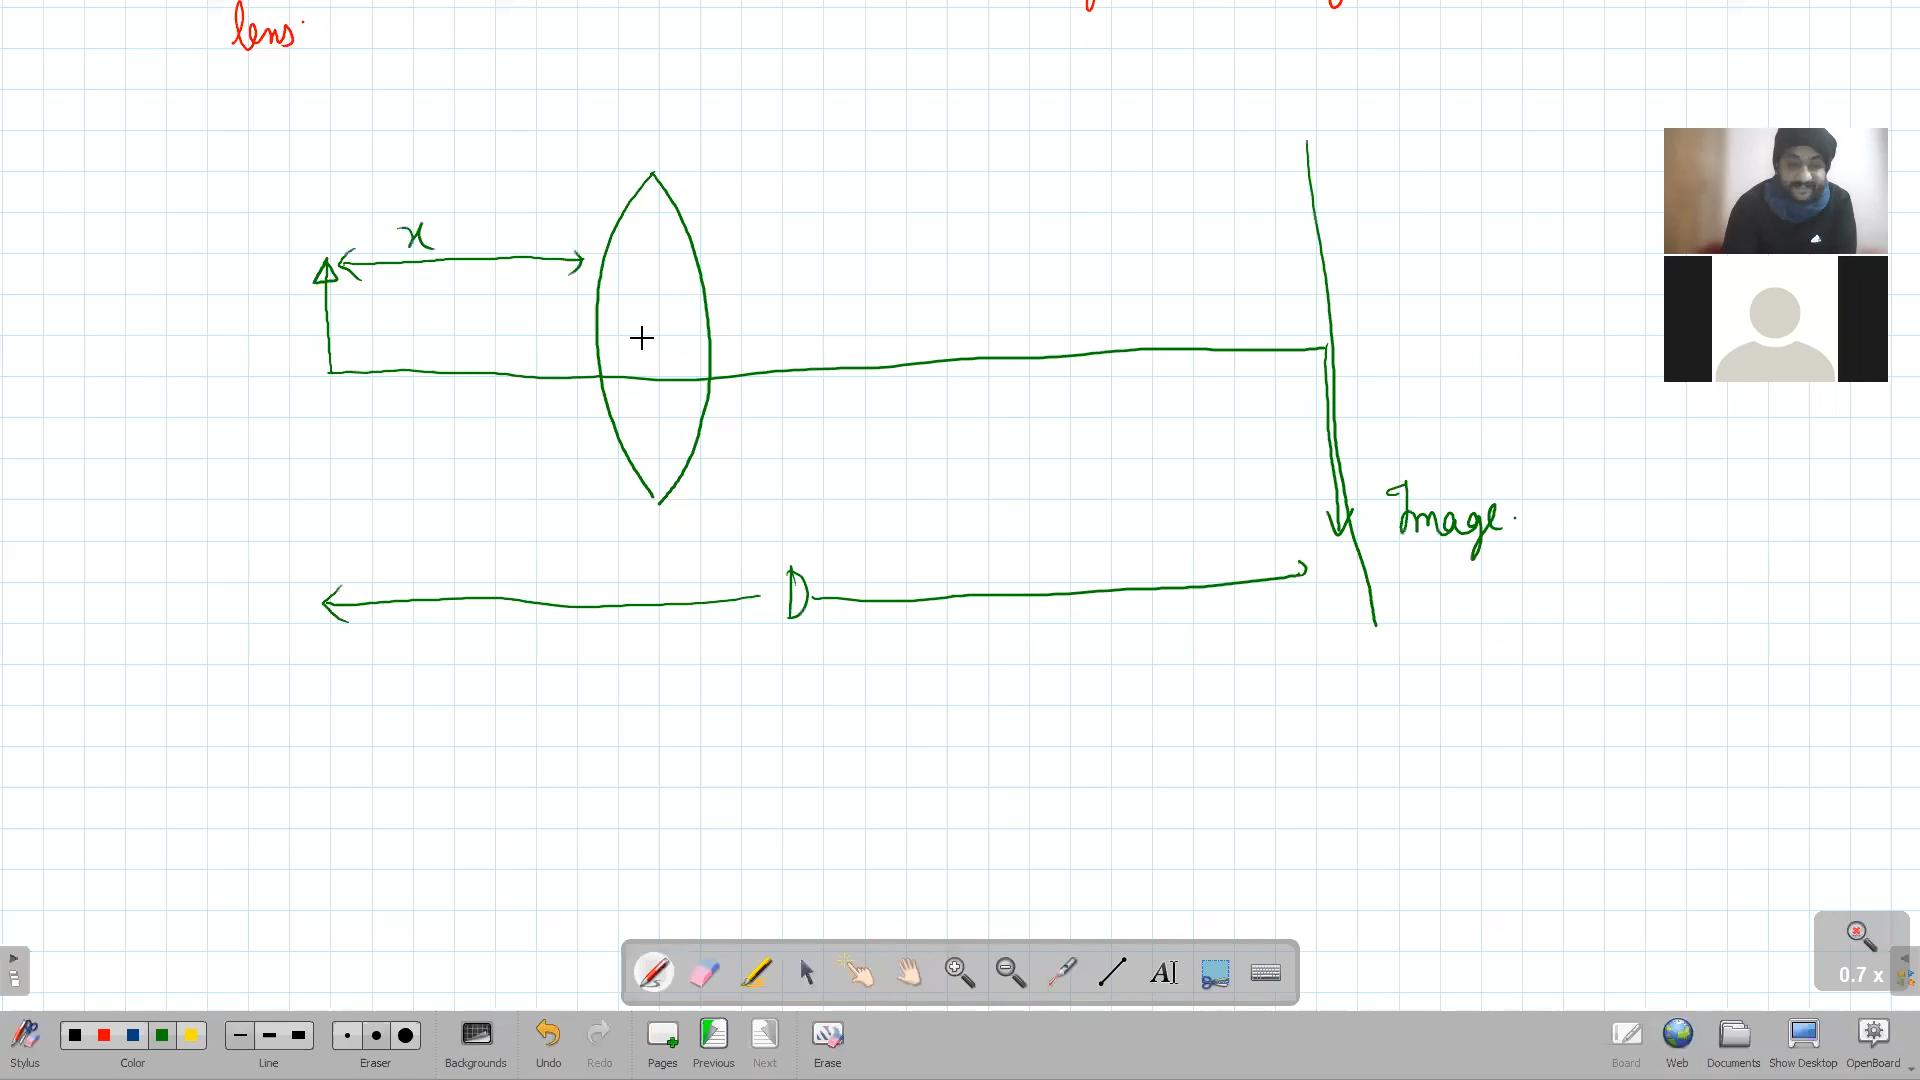 lens
x
Image.
D
0.7 x
Stylus
Color
Line
Eraser
Backgrounds
Undo
Redo
Pages
Previous
Next
Erase
Board
Web
Documents
Show Desktop
OpenBoard